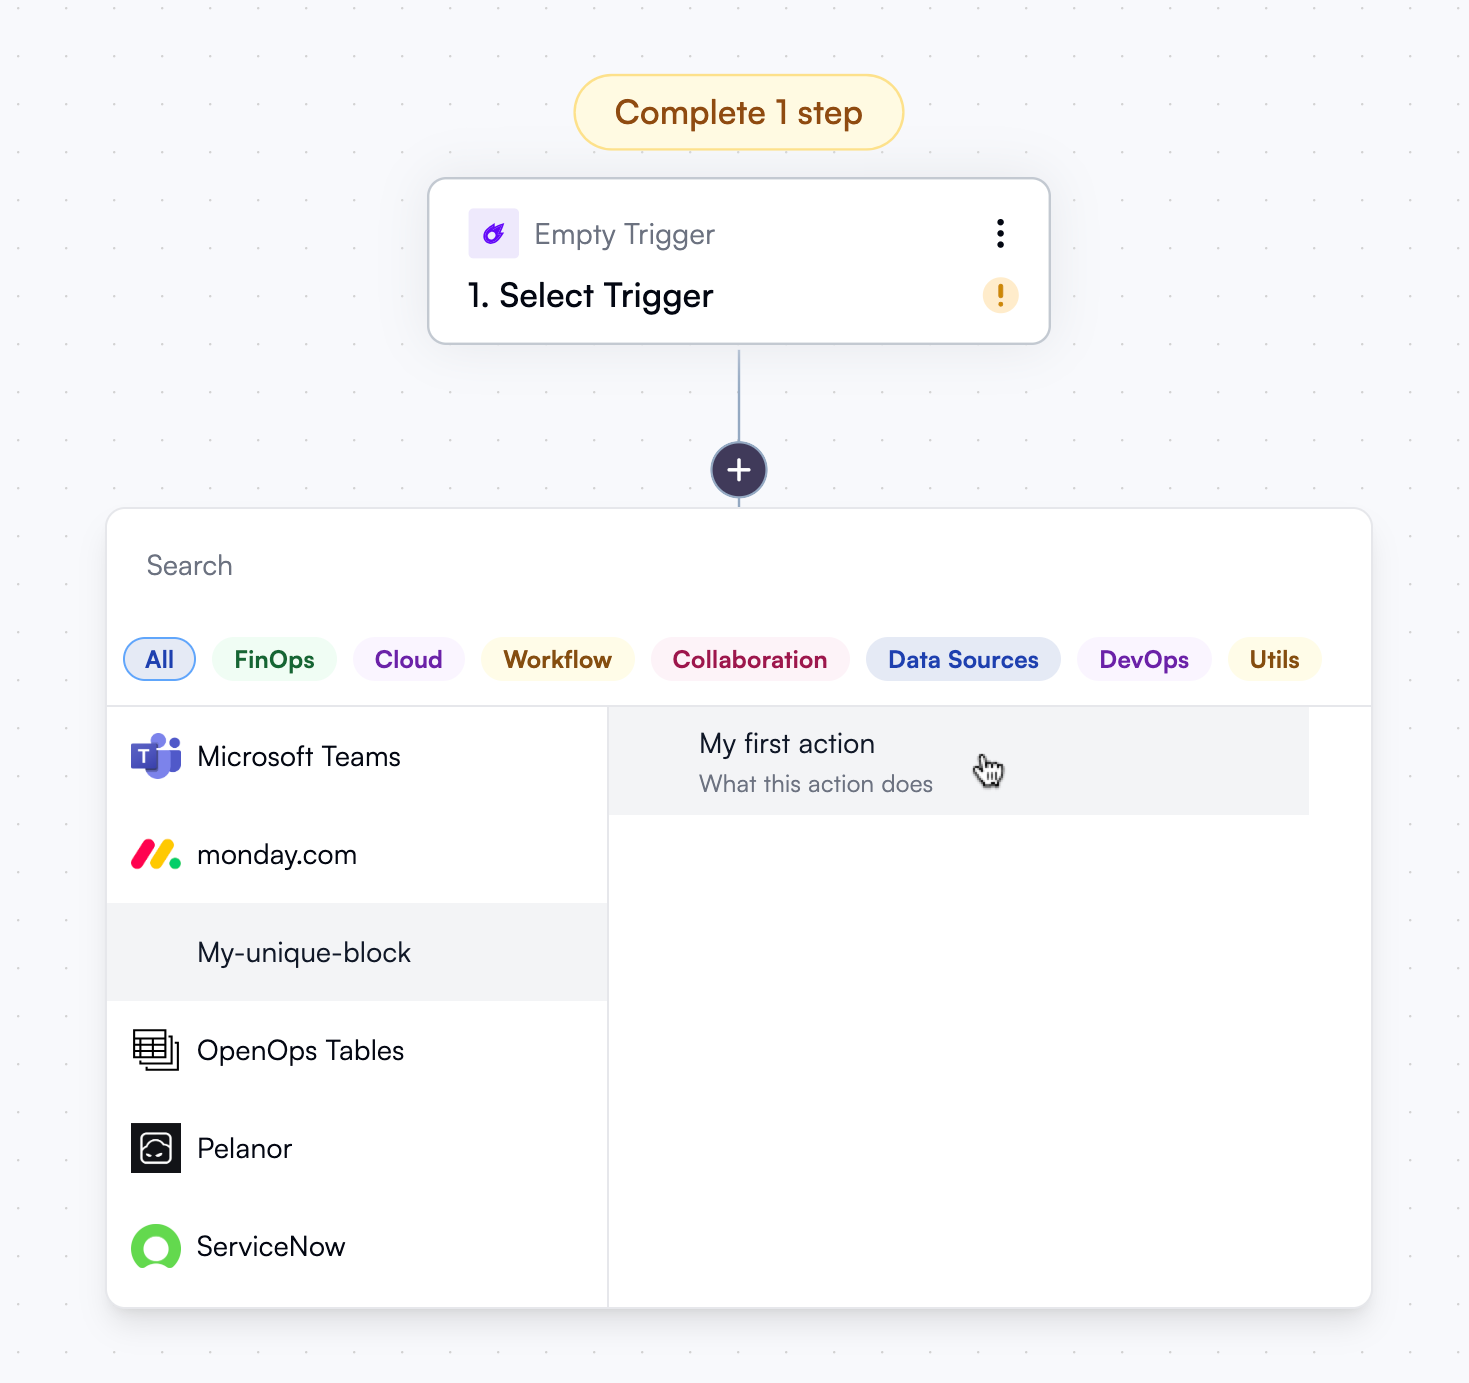 Complete 1 step
Empty Trigger
1. Select Trigger
Search
All FinOps Cloud Workflow Collaboration Data Sources DevOps Utils
Microsoft Teams
monday.com
My-unique-block
OpenOps Tables
Pelanor
ServiceNow
My first action
What this action does